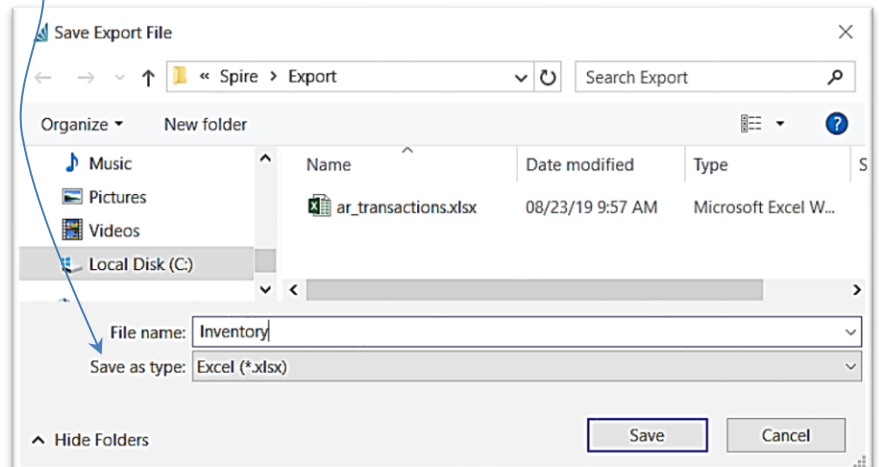 Save Export File
« Spire > Export
Search Export
Organize
New folder
Name
Date modified
Type
S
Music
Pictures
Videos
Local Disk (C:)
ar_transactions.xlsx
08/23/19 9:57 AM
Microsoft Excel W...
File name: Inventory
Save as type: Excel (*.xlsx)
Hide Folders
Save
Cancel